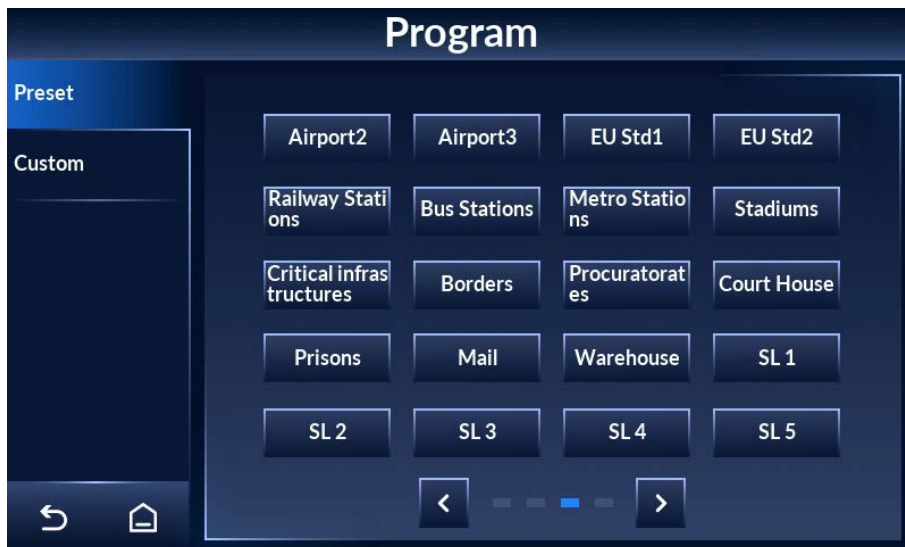 Program
Preset
Custom
Airport2
Airport3
EU Std1
EU Std2
Railway Stati
ons
Bus Stations
Metro Statio
ns
Stadiums
Critical infras
tructures
Borders
Procuratorat
es
Court House
Prisons
Mail
Warehouse
SL 1
SL 2
SL 3
SL 4
SL 5